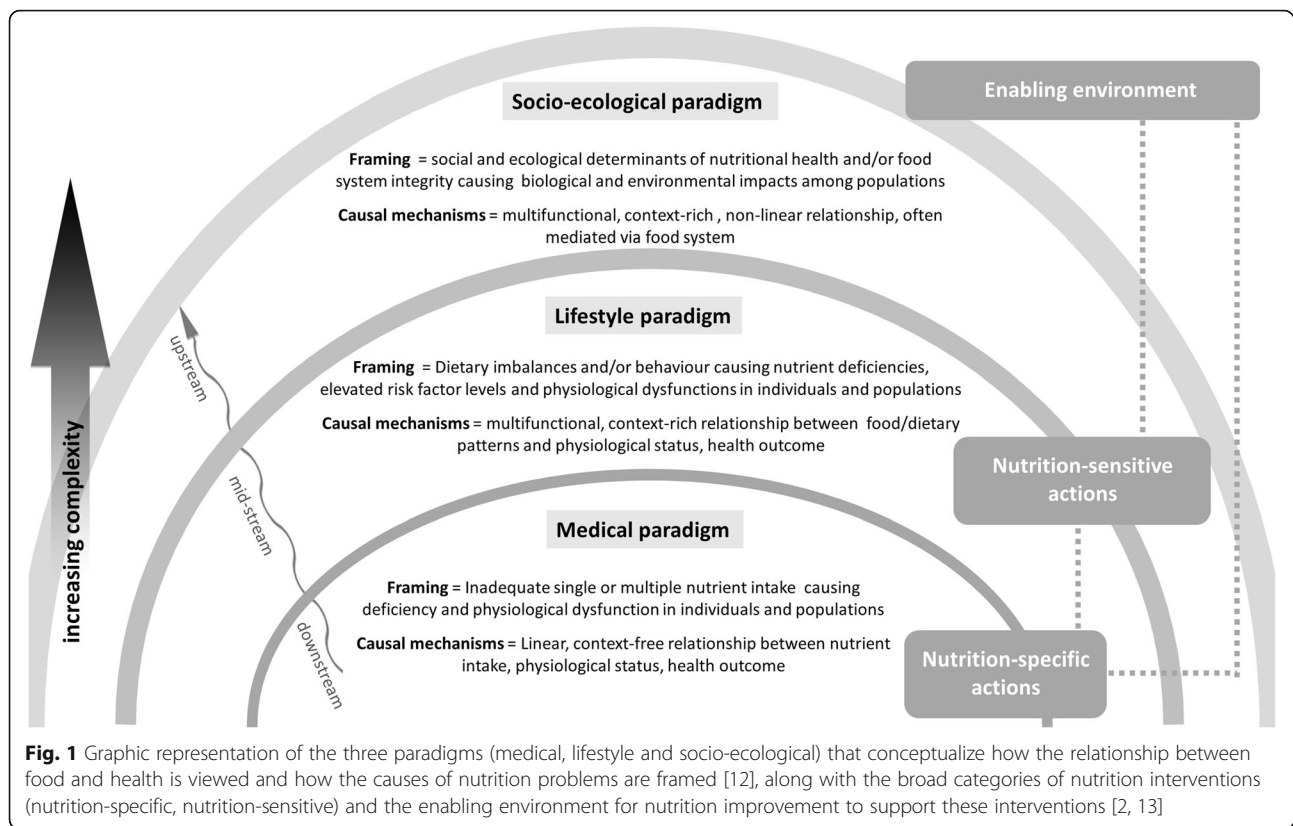 Socio-ecological paradigm
Enabling environment
Framing = social and ecological determinants of nutritional health and/or food
system integrity causing biological and environmental impacts among populations
Causal mechanisms = multifunctional, context-rich , non-linear relationship, often
mediated via food system
Lifestyle paradigm
Framing = Dietary imbalances and/or behaviour causing nutrient deficiencies,
elevated risk factor levels and physiological dysfunctions in individuals and populations
Causal mechanisms = multifunctional, context-rich relationship between food/dietary
patterns and physiological status, health outcome
Nutrition-sensitive
actions
Medical paradigm
Framing = Inadequate single or multiple nutrient intake causing
deficiency and physiological dysfunction in individuals and populations
Causal mechanisms = Linear, context-free relationship between nutrient
intake, physiological status, health outcome
Nutrition-specific
actions
increasing complexity
upstream
mid-stream
downstream
Fig. 1 Graphic representation of the three paradigms (medical, lifestyle and socio-ecological) that conceptualize how the relationship between
food and health is viewed and how the causes of nutrition problems are framed [12], along with the broad categories of nutrition interventions
(nutrition-specific, nutrition-sensitive) and the enabling environment for nutrition improvement to support these interventions [2, 13]